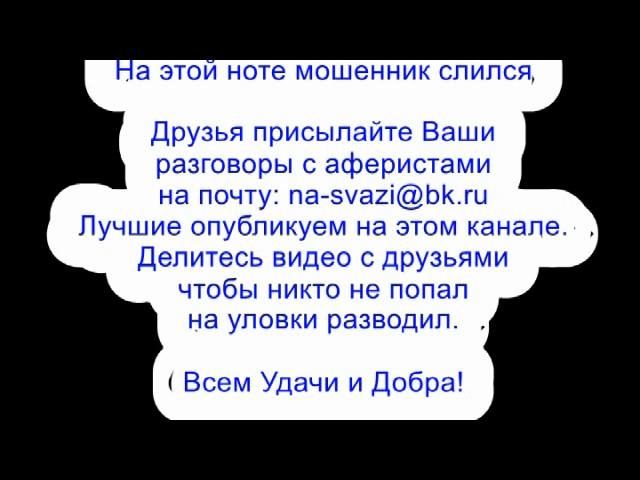 На этой ноте мошенник слился
Друзья присылайте Ваши
разговоры с аферистами
на почту: na-svazi@bk.ru
Лучшие опубликуем на этом канале.
Делитесь видео с друзьями
чтобы никто не попал
на уловки разводил.
Всем Удачи и Добра!